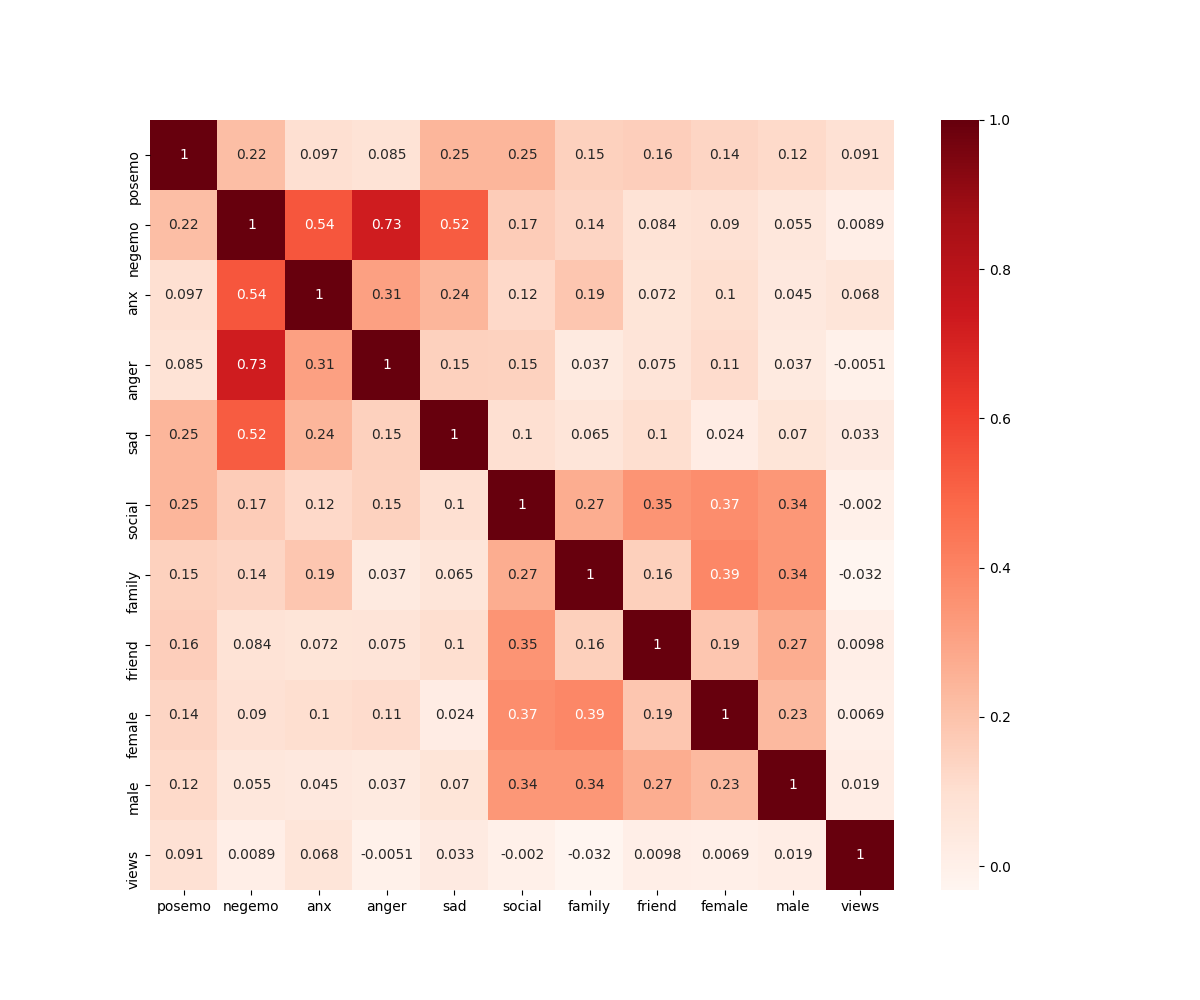 1.0
posemo 1 0.22 0.097 0.085 0.25 0.25 0.15 0.16 0.14 0.12 0.091
negemo 0.22 1 0.54 0.73 0.52 0.17 0.14 0.084 0.09 0.055 0.0089
0.8
anx 0.097 0.54 1 0.31 0.24 0.12 0.19 0.072 0.1 0.045 0.068
anger 0.085 0.73 0.31 1 0.15 0.15 0.037 0.075 0.11 0.037 -0.0051
0.6
sad 0.25 0.52 0.24 0.15 1 0.1 0.065 0.1 0.024 0.07 0.033
social 0.25 0.17 0.12 0.15 0.1 1 0.27 0.35 0.37 0.34 -0.002
0.4
family 0.15 0.14 0.19 0.037 0.065 0.27 1 0.16 0.39 0.34 -0.032
friend 0.16 0.084 0.072 0.075 0.1 0.35 0.16 1 0.19 0.27 0.0098
0.2
female 0.14 0.09 0.1 0.11 0.024 0.37 0.39 0.19 1 0.23 0.0069
male 0.12 0.055 0.045 0.037 0.07 0.34 0.34 0.27 0.23 1 0.019
views 0.091 0.0089 0.068 -0.0051 0.033 -0.002 -0.032 0.0098 0.0069 0.019 1
0.0
posemo negemo anx anger sad social family friend female male views